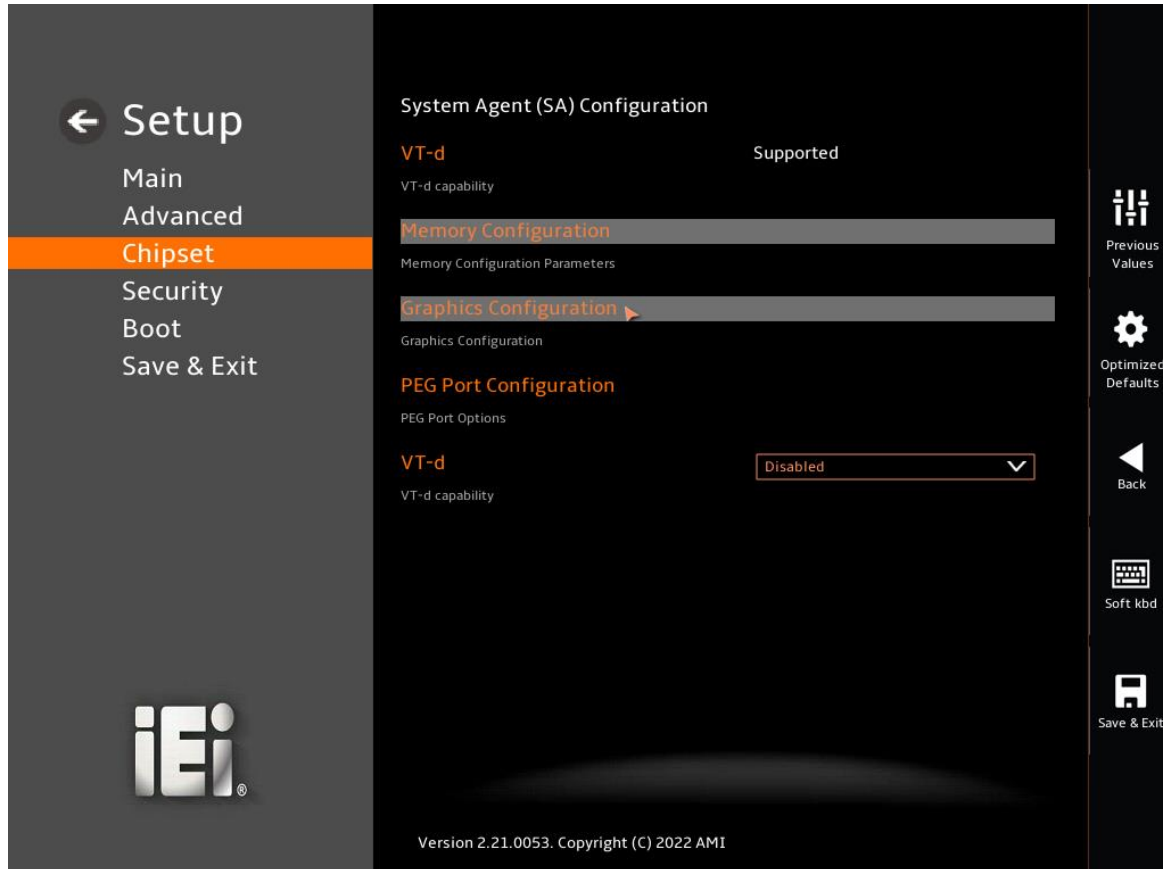 Setup
Main
Advanced
Chipset
Security
Boot
Save & Exit
iEi®
System Agent (SA) Configuration
VT-d Supported
VT-d capability
Memory Configuration
Memory Configuration Parameters
Graphics Configuration
Graphics Configuration
PEG Port Configuration
PEG Port Options
VT-d Disabled
VT-d capability
Version 2.21.0053. Copyright (C) 2022 AMI
Previous
Values
Optimized
Defaults
Back
Soft kbd
Save & Exit